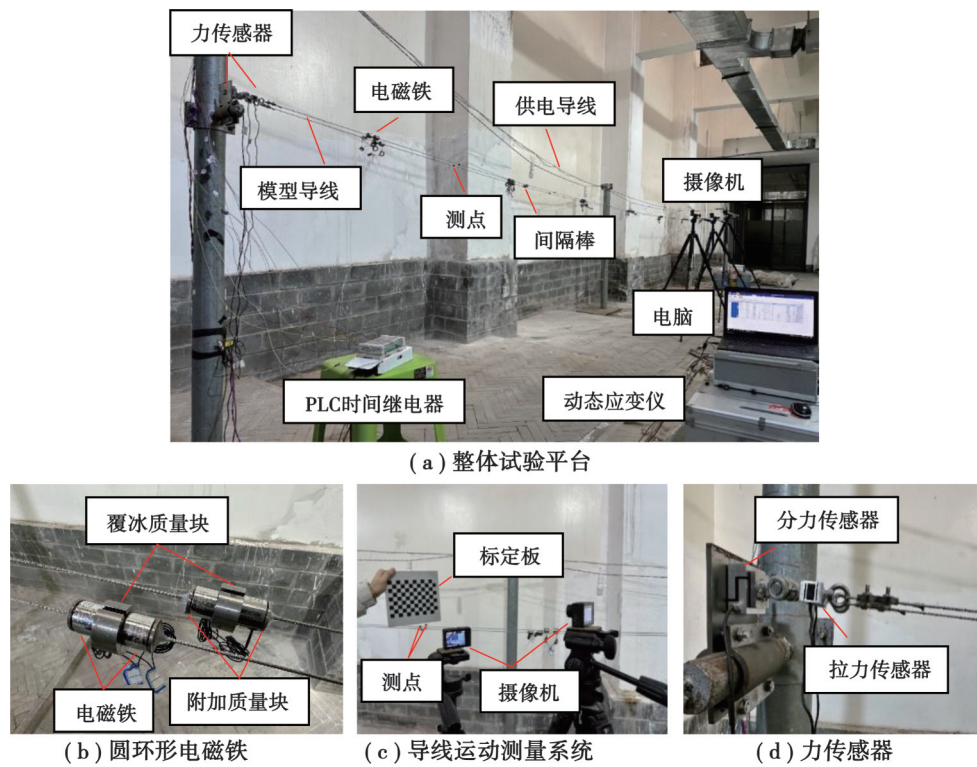 力传感器
电磁铁
供电导线
摄像机
模型导线
测点
间隔棒
电脑
PLC时间继电器
动态应变仪
(a)整体试验平台
覆冰质量块
电磁铁
附加质量块
(b)圆环形电磁铁
标定板
测点
摄像机
(c)导线运动测量系统
分力传感器
拉力传感器
(d)力传感器